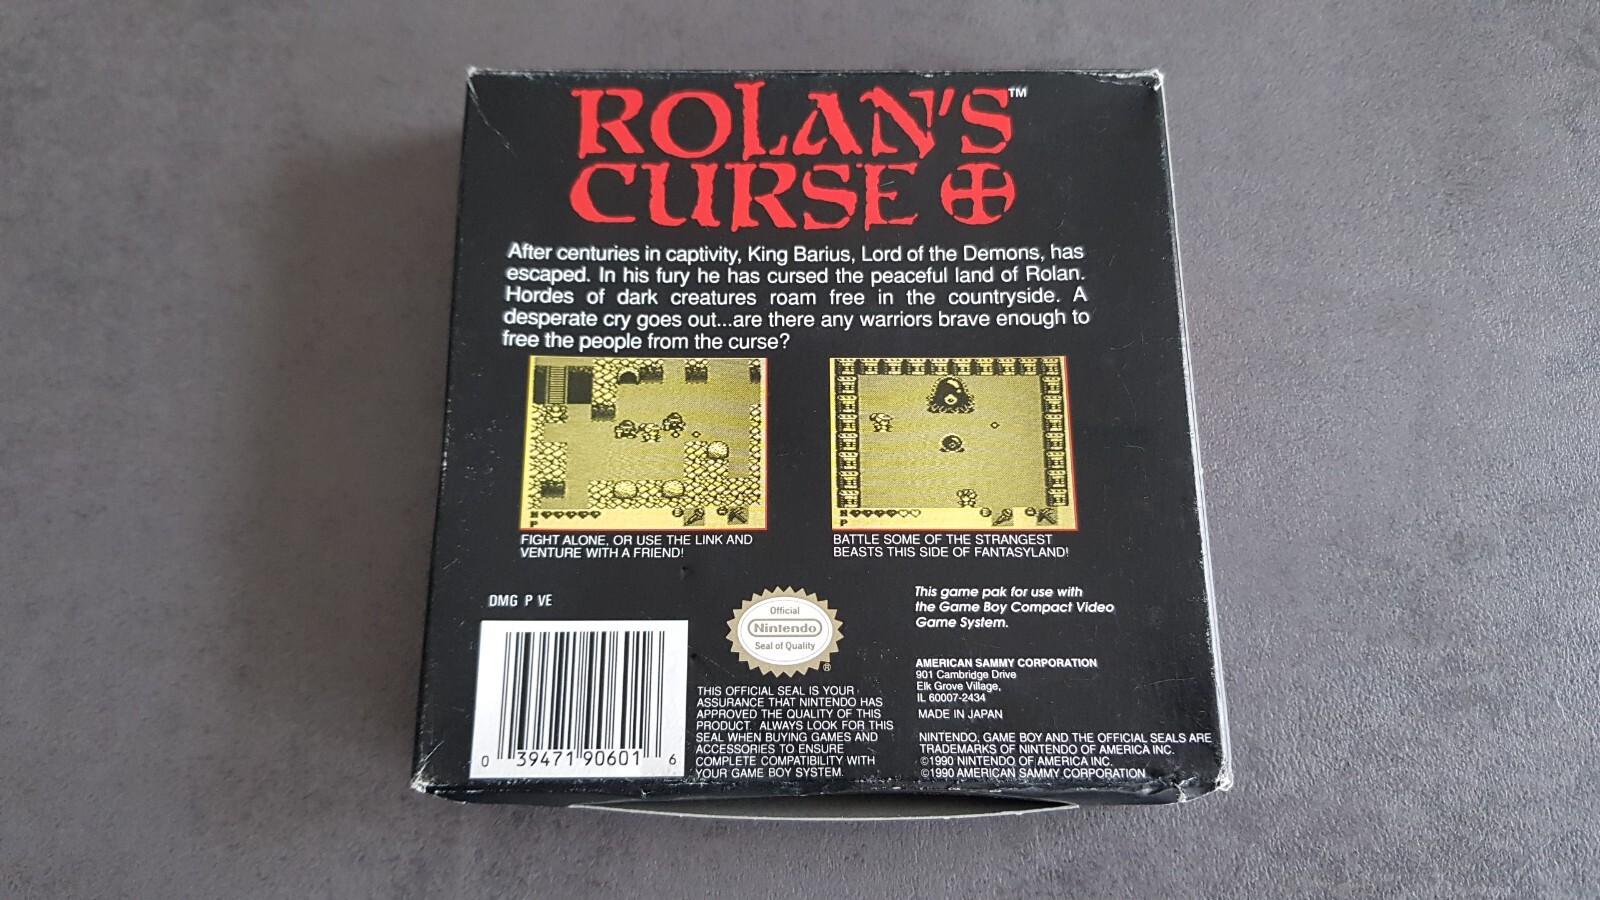 ROLAN'S™
CURSE
After centuries in captivity, King Barius, Lord of the Demons, has
escaped. In his fury he has cursed the peaceful land of Rolan.
Hordes of dark creatures roam free in the countryside. A
desperate cry goes out...are there any warriors brave enough to
free the people from the curse?
H
P
H
P
FIGHT ALONE, OR USE THE LINK AND
VENTURE WITH A FRIEND!
BATTLE SOME OF THE STRANGEST
BEASTS THIS SIDE OF FANTASYLAND!
DMG P VE
0 39471 90601 6
Official
Nintendo
Seal of Quality
®
THIS OFFICIAL SEAL IS YOUR
ASSURANCE THAT NINTENDO HAS
APPROVED THE QUALITY OF THIS
PRODUCT. ALWAYS LOOK FOR THIS
SEAL WHEN BUYING GAMES AND
ACCESSORIES TO ENSURE
COMPLETE COMPATIBILITY WITH
YOUR GAME BOY SYSTEM.
This game pak for use with
the Game Boy Compact Video
Game System.
AMERICAN SAMMY CORPORATION
901 Cambridge Drive
Elk Grove Village,
IL 60007-2434
MADE IN JAPAN
NINTENDO, GAME BOY AND THE OFFICIAL SEALS ARE
TRADEMARKS OF NINTENDO OF AMERICA INC.
©1990 NINTENDO OF AMERICA INC.
©1990 AMERICAN SAMMY CORPORATION